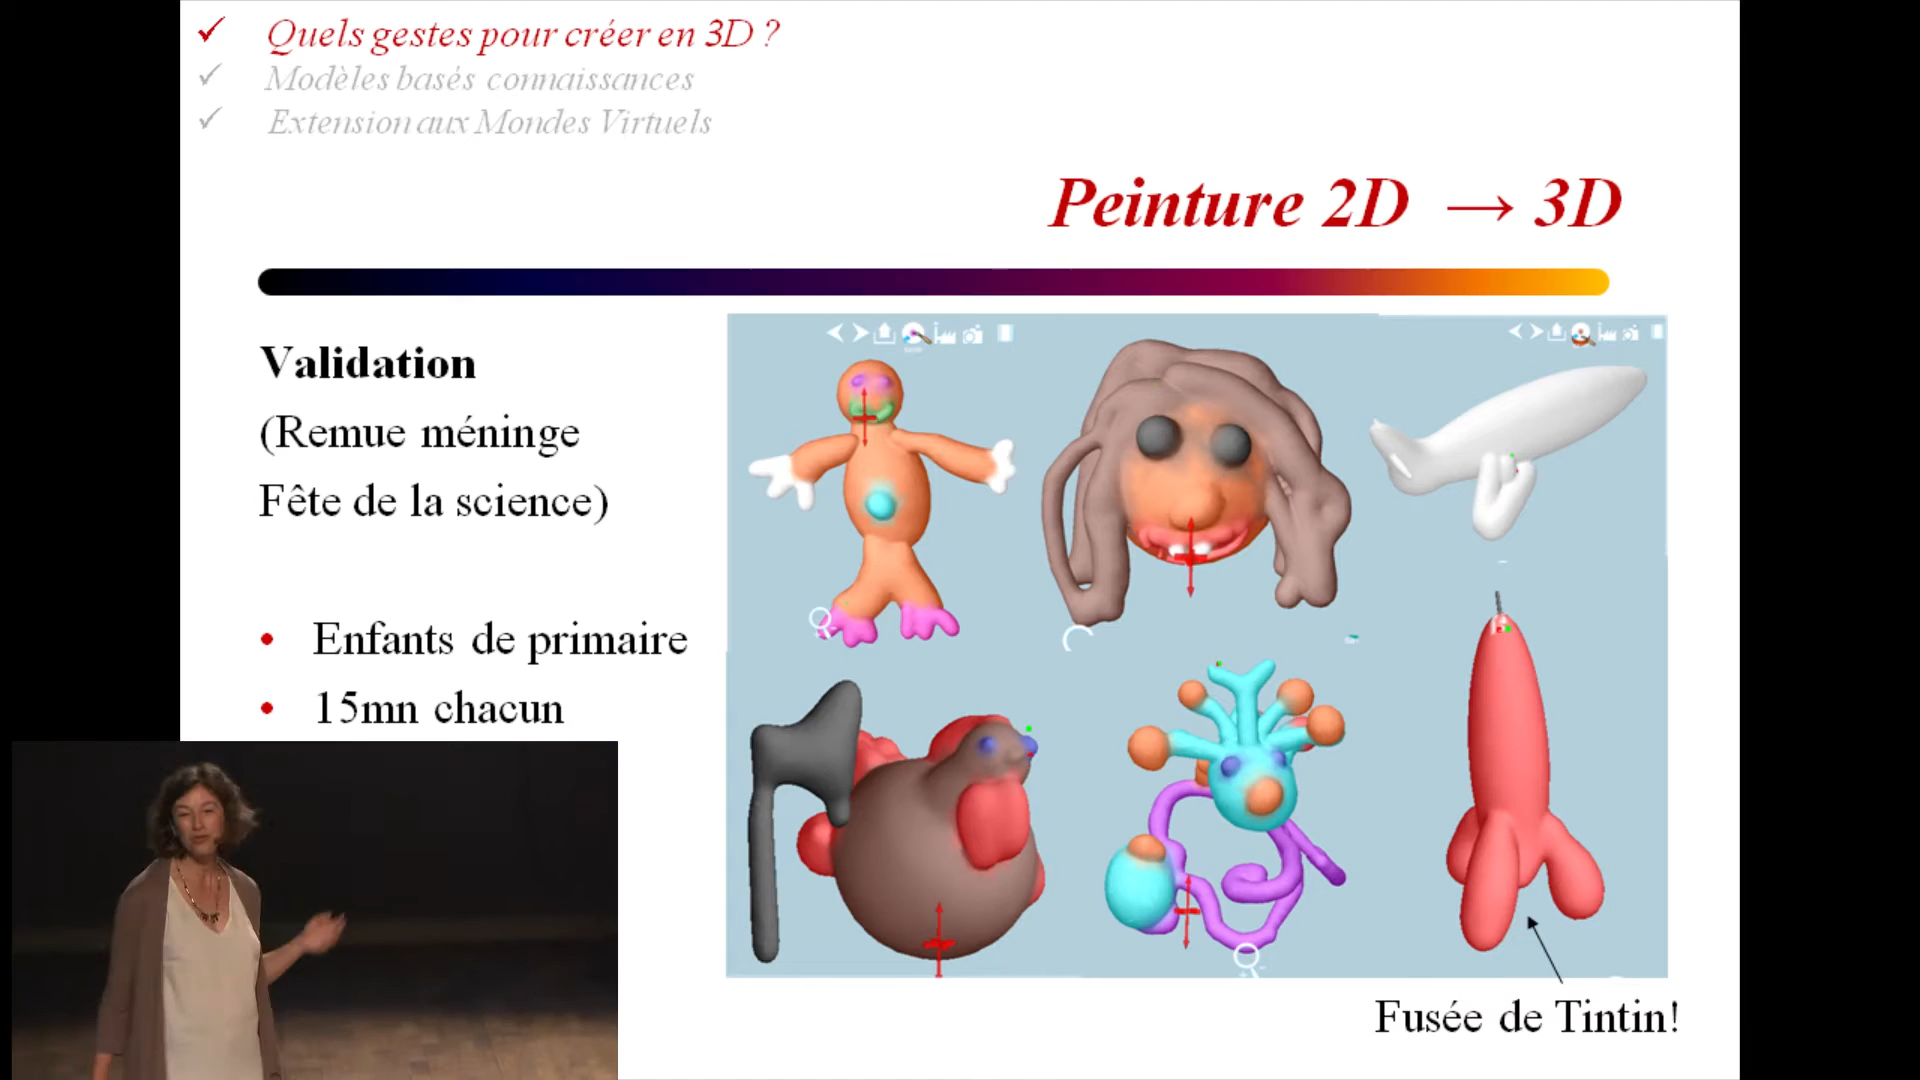 Quels gestes pour créer en 3D ?
Modèles basés connaissances
Extension aux Mondes Virtuels
Peinture 2D → 3D
Validation
(Remue méninge
Fête de la science)
Enfants de primaire
15mn chacun
Fusée de Tintin!